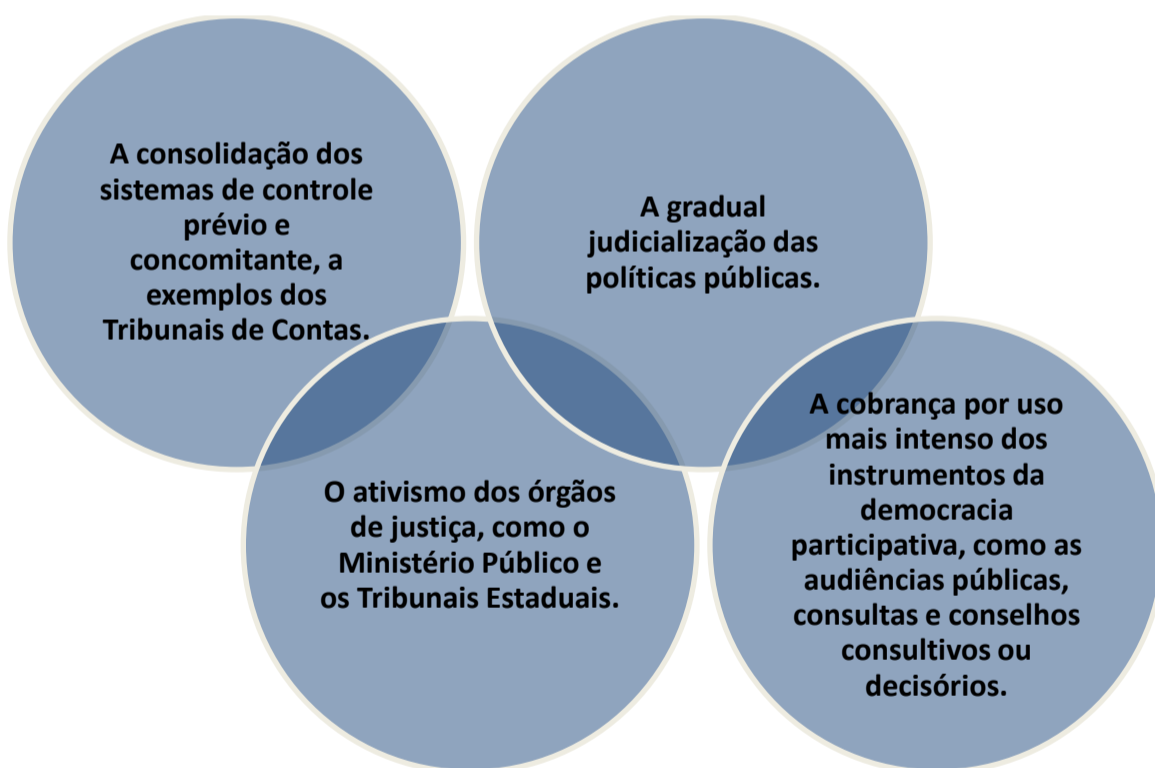 A consolidação dos
sistemas de controle
prévio e
concomitante, a
exemplos dos
Tribunais de Contas.
O ativismo dos órgãos
de justiça, como o
Ministério Público e
os Tribunais Estaduais.
A gradual
judicialização das
políticas públicas.
A cobrança por uso
mais intenso dos
instrumentos da
democracia
participativa, como as
audiências públicas,
consultas e conselhos
consultivos ou
decisórios.